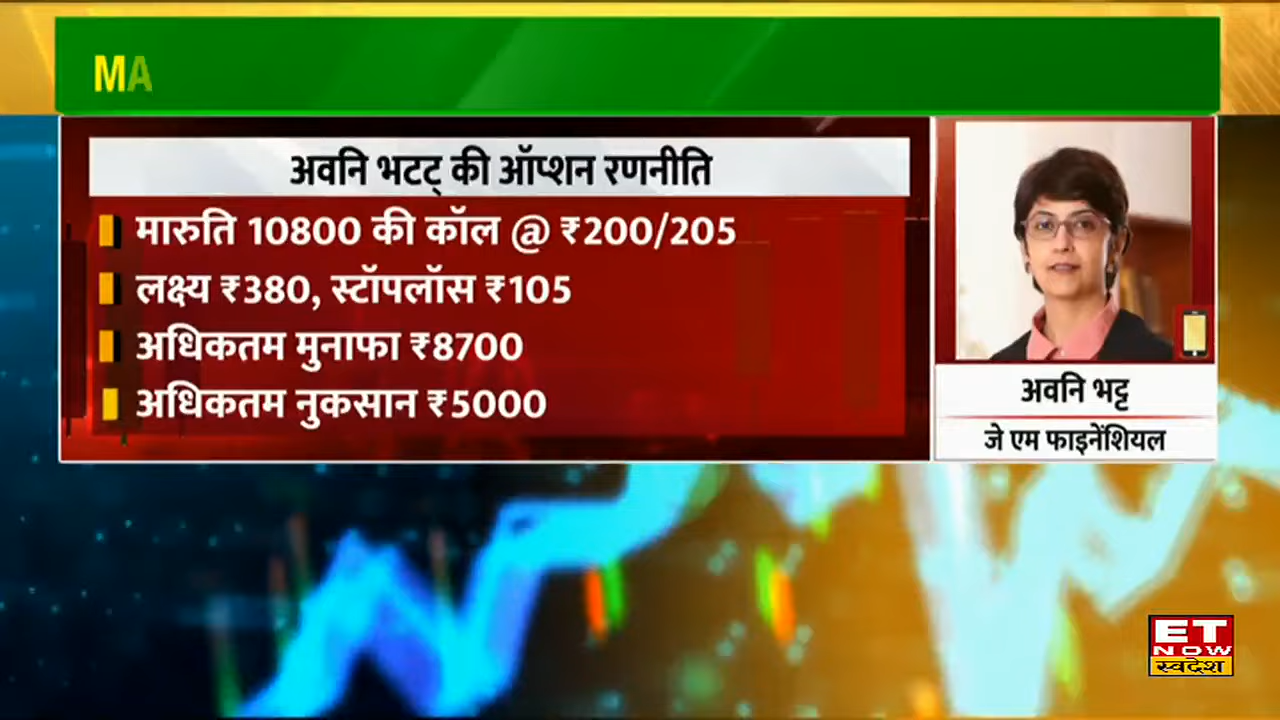 MA
अवनि भटट् की ऑप्शन रणनीति
मारुति 10800 की कॉल @ ₹200/205
लक्ष्य ₹380, स्टॉपलॉस ₹105
अधिकतम मुनाफा ₹8700
अधिकतम नुकसान ₹5000
अवनि भट्ट
जे एम फाइनेंशियल
ET
NOW
स्वदेश